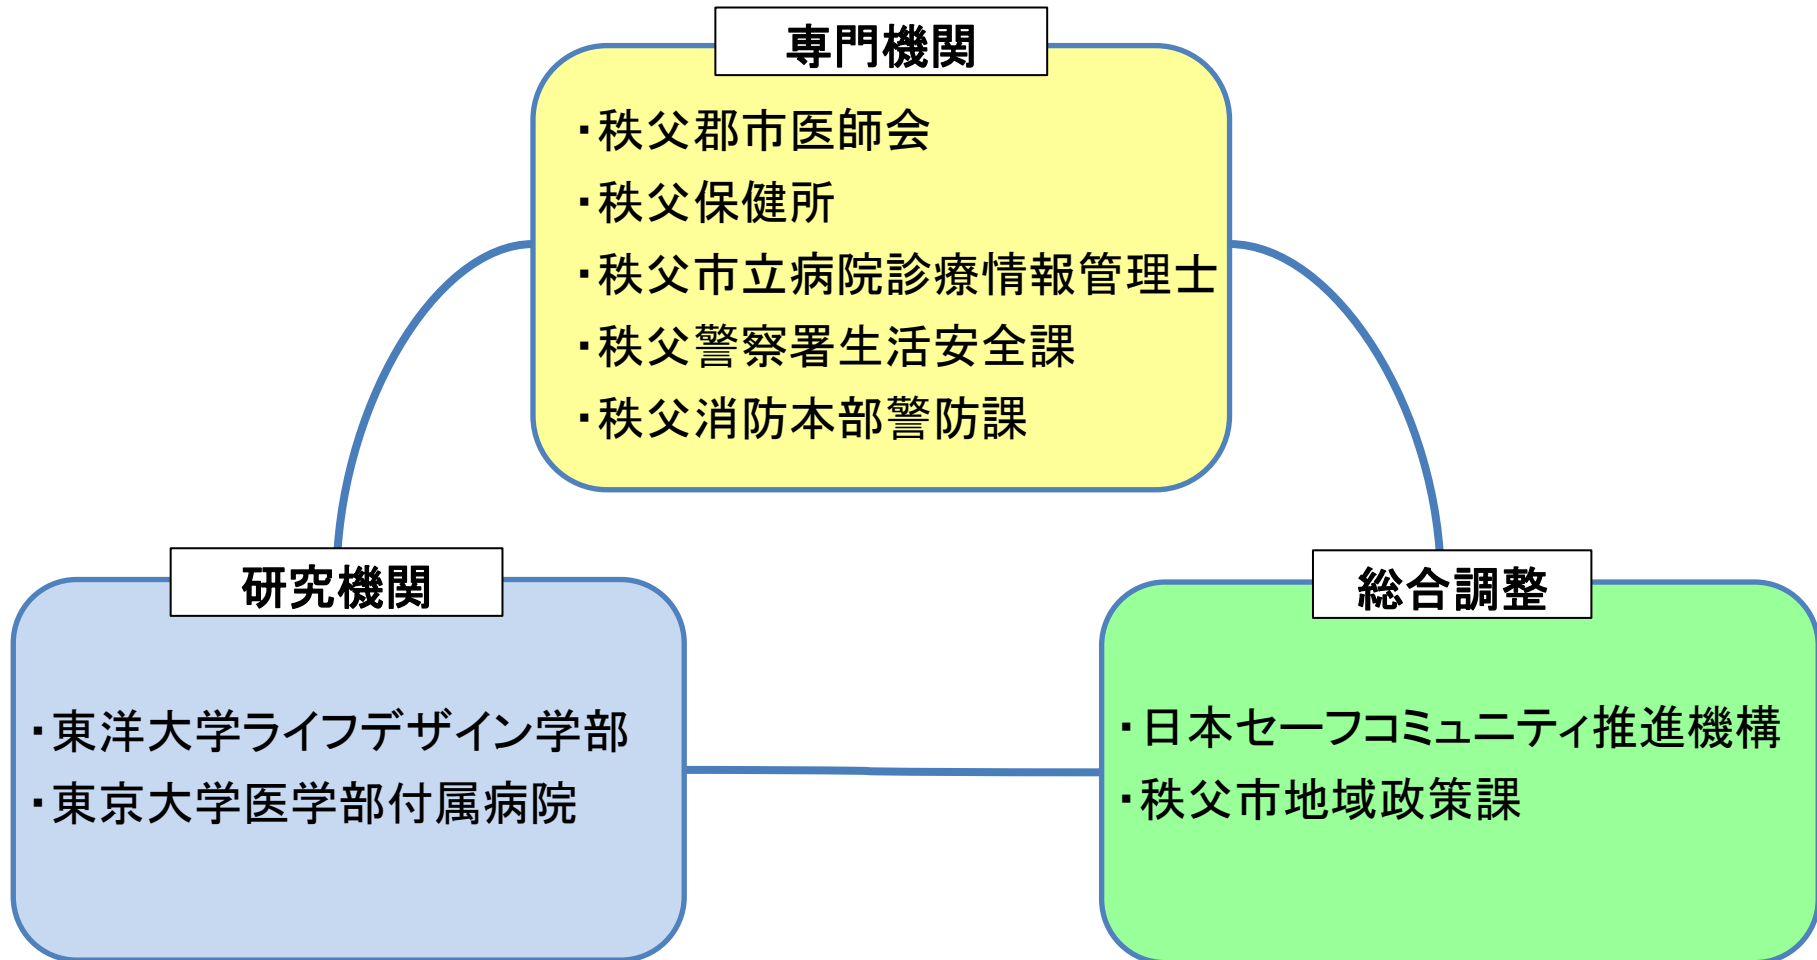 専門機関
・秩父郡市医師会
・秩父保健所
・秩父市立病院診療情報管理士
・秩父警察署生活安全課
・秩父消防本部警防課
研究機関
・東洋大学ライフデザイン学部
・東京大学医学部付属病院
総合調整
・日本セーフコミュニティ推進機構
・秩父市地域政策課